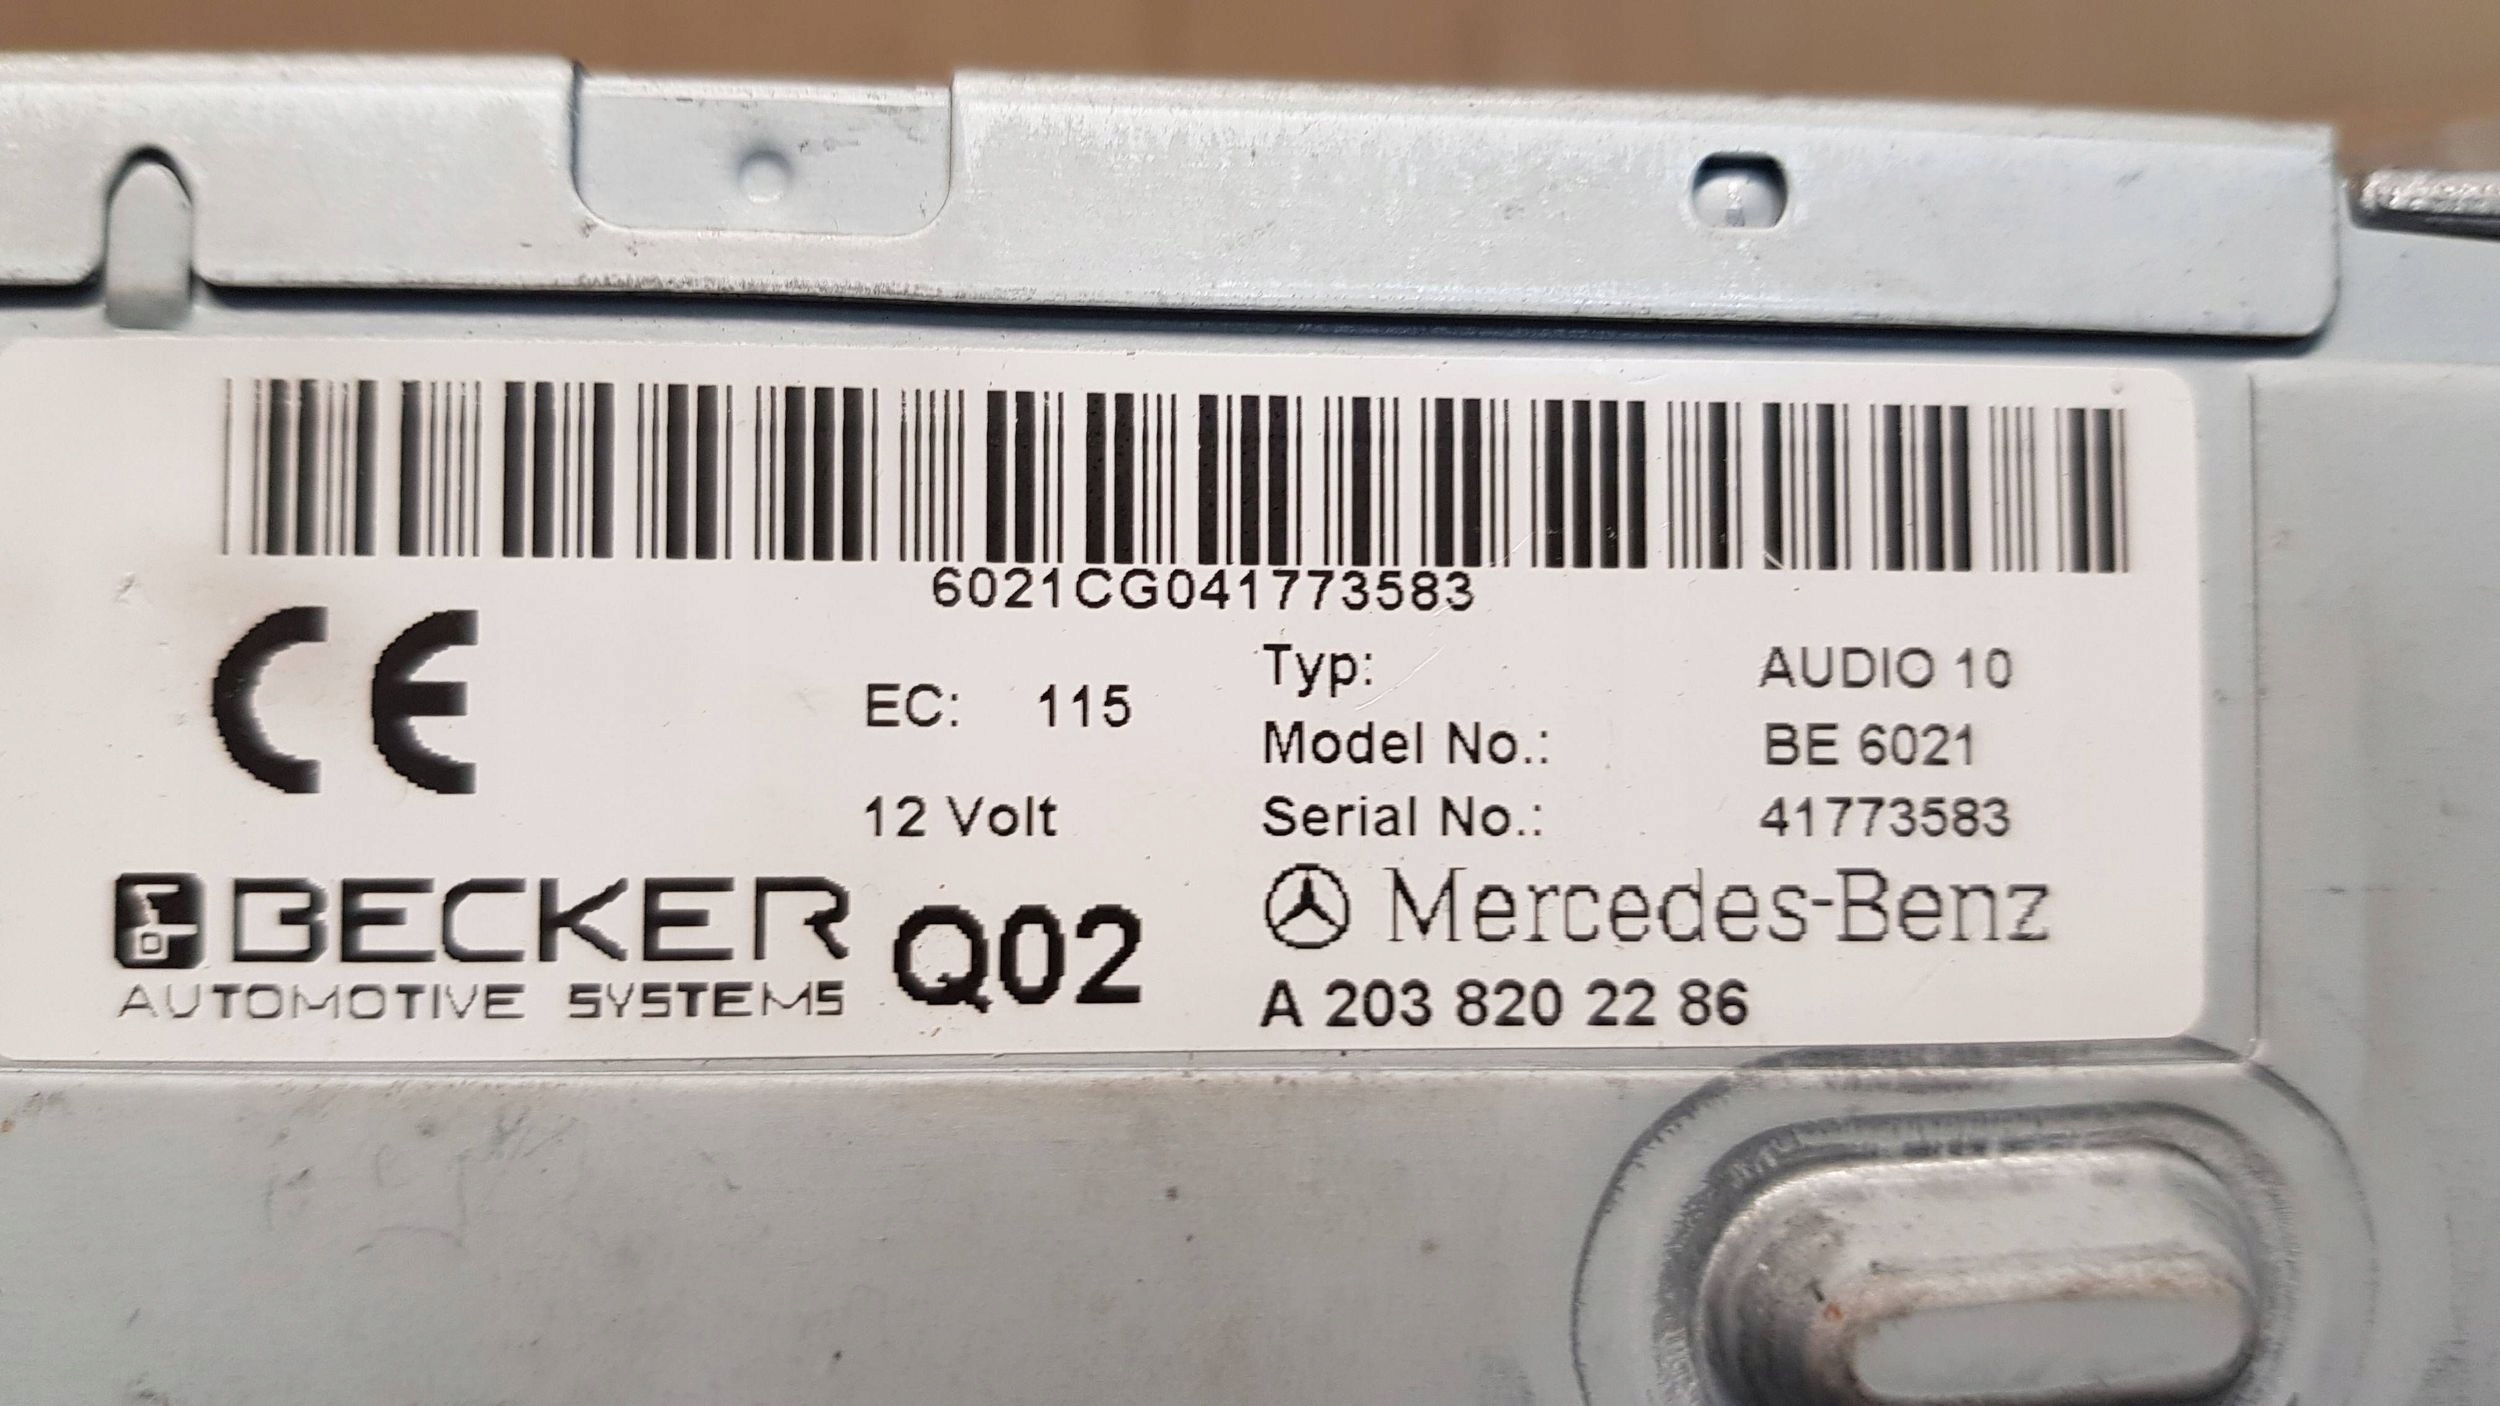 6021CG041773583
CE
EC: 115
12 Volt
Typ: AUDIO 10
Model No.: BE 6021
Serial No.: 41773583
BECKER
AUTOMOTIVE SYSTEMS
Q02
Mercedes-Benz
A 203 820 22 86